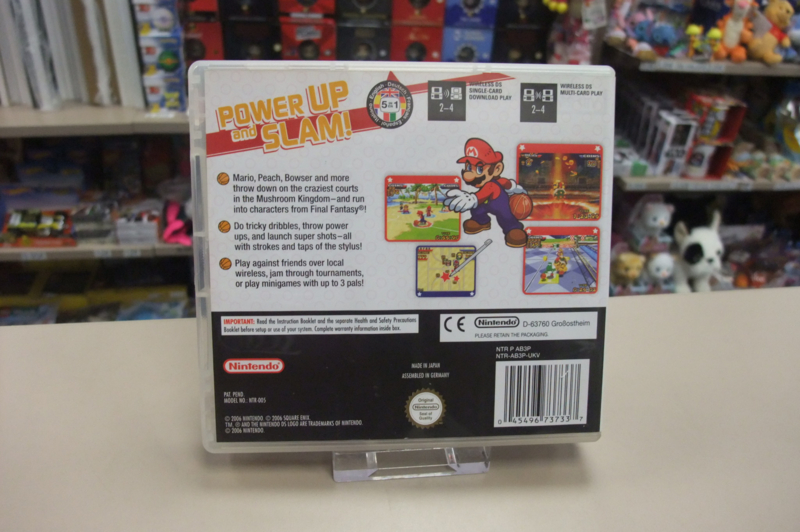 POWER UP
and SLAM!
5 in 1
2–4
WIRELESS DS
SINGLE-CARD
DOWNLOAD PLAY
2–4
WIRELESS DS
MULTI-CARD PLAY
Mario, Peach, Bowser and more
throw down on the craziest courts
in the Mushroom Kingdom—and run
into characters from Final Fantasy®!
Do tricky dribbles, throw power
ups, and launch super shots—all
with strokes and taps of the stylus!
Play against friends over local
wireless, jam through tournaments,
or play minigames with up to 3 pals!
IMPORTANT: Read the Instruction Booklet and the separate Health and Safety Precautions
Booklet before setup or use of your system. Complete warranty information inside box.
CE Nintendo D-63760 Großostheim
PLEASE RETAIN THE PACKAGING.
NTR P AB3P
NTR-AB3P-UKV
Nintendo
MADE IN JAPAN
ASSEMBLED IN GERMANY
PAT PEND
MODEL NO. NTR-005
Original
Nintendo
Seal of
Quality
© 2006 NINTENDO © 2006 SQUARE ENIX.
TM, ® AND THE NINTENDO DS LOGO ARE TRADEMARKS OF NINTENDO.
© 2006 NINTENDO.
0 45496 73733 7